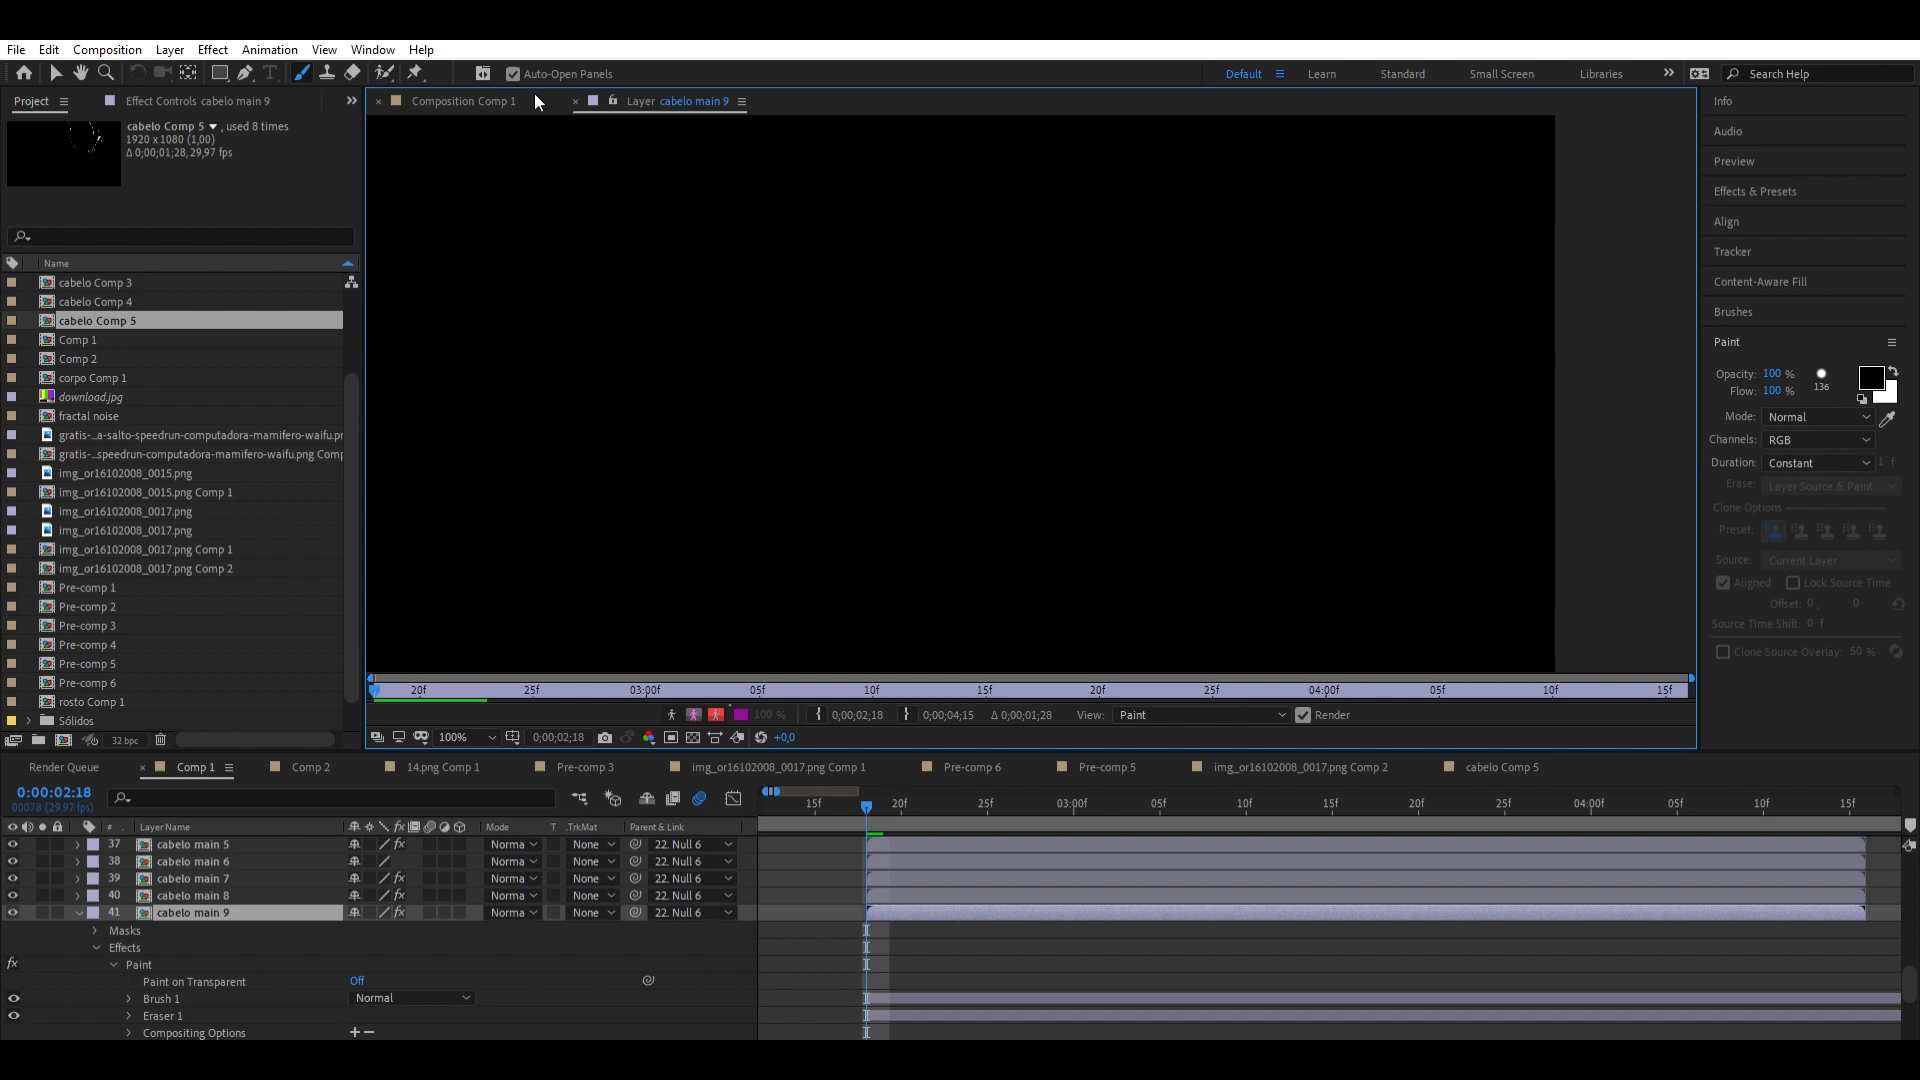 File Edit Composition Layer Effect Animation View Window Help
Auto-Open Panels Default Learn Standard Small Screen Libraries Search Help
Project Effect Controls cabelo main 9
Composition Comp 1 Layer cabelo main 9
cabelo Comp 5 , used 8 times
1920 x 1080 (1,00)
Δ 0;00;01;28, 29,97 fps
Name
cabelo Comp 3
cabelo Comp 4
cabelo Comp 5
Comp 1
Comp 2
corpo Comp 1
download.jpg
fractal noise
gratis-...a-salto-speedrun-computadora-mamifero-waifu.pr
gratis-...speedrun-computadora-mamifero-waifu.png Comp
img_or16102008_0015.png
img_or16102008_0015.png Comp 1
img_or16102008_0017.png
img_or16102008_0017.png
img_or16102008_0017.png Comp 1
img_or16102008_0017.png Comp 2
Pre-comp 1
Pre-comp 2
Pre-comp 3
Pre-comp 4
Pre-comp 5
Pre-comp 6
rosto Comp 1
Sólidos
32 bpc
20f 25f 03:00f 05f 10f 15f 20f 25f 04:00f 05f 10f 15f
100 % 0;00;02;18 0;00;04;15 Δ 0;00;01;28 View: Paint Render
100% 0;00;02;18 +0,0
Info
Audio
Preview
Effects & Presets
Align
Tracker
Content-Aware Fill
Brushes
Paint
Opacity: 100 %
Flow: 100 %
136
Mode: Normal
Channels: RGB
Duration: Constant 1 f
Erase: Layer Source & Paint
Clone Options
Preset:
Source: Current Layer
Aligned Lock Source Time
Offset: 0 , 0
Source Time Shift: 0 f
Clone Source Overlay: 50 %
Render Queue Comp 1 Comp 2 14.png Comp 1 Pre-comp 3 img_or16102008_0017.png Comp 1 Pre-comp 6 Pre-comp 5 img_or16102008_0017.png Comp 2 cabelo Comp 5
0:00:02:18
00078 (29.97 fps)
15f 20f 25f 03:00f 05f 10f 15f 20f 25f 04:00f 05f 10f 15f
# Layer Name fx Mode T .TrkMat Parent & Link
37 cabelo main 5 fx Norma None 22. Null 6
38 cabelo main 6 Norma None 22. Null 6
39 cabelo main 7 fx Norma None 22. Null 6
40 cabelo main 8 fx Norma None 22. Null 6
41 cabelo main 9 fx Norma None 22. Null 6
Masks
Effects
fx Paint
Paint on Transparent Off
Brush 1 Normal
Eraser 1
Compositing Options + −